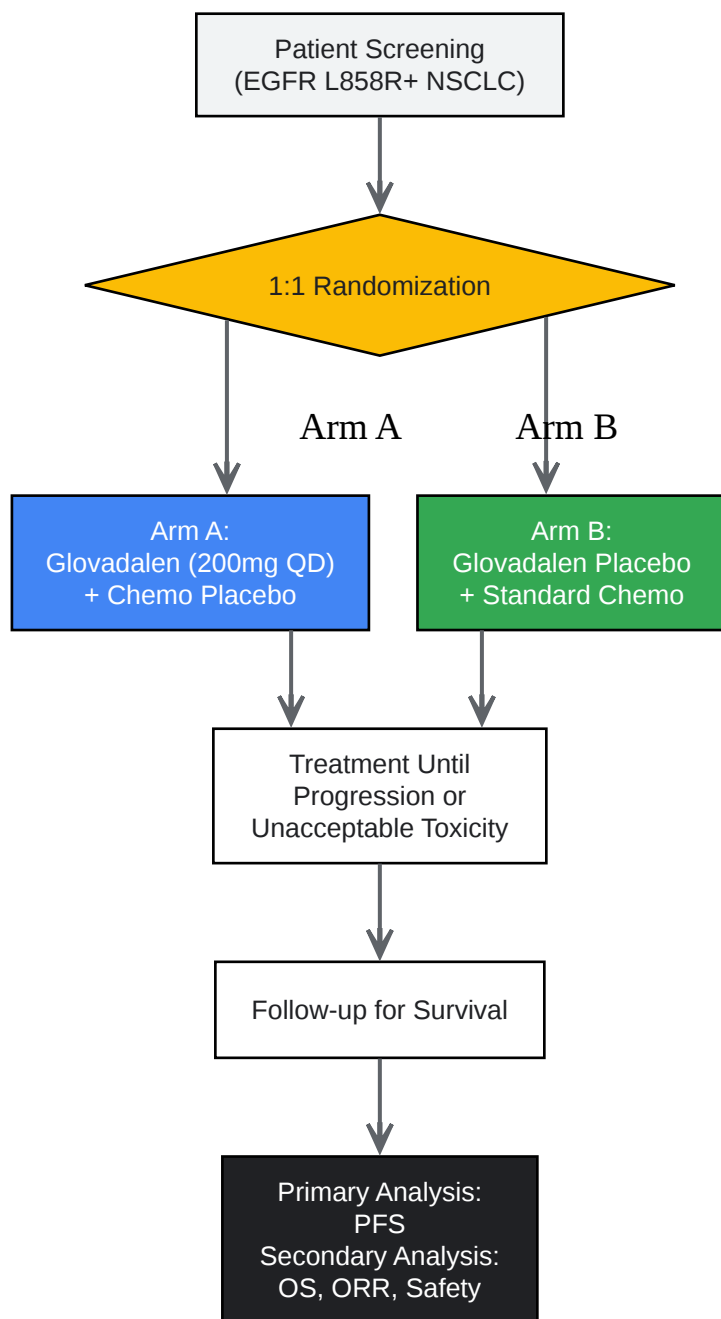 Patient Screening
(EGFR L858R+ NSCLC)
1:1 Randomization
Arm A
Arm B
Arm A:
Glovadalen (200mg QD)
+ Chemo Placebo
Arm B:
Glovadalen Placebo
+ Standard Chemo
Treatment Until
Progression or
Unacceptable Toxicity
Follow-up for Survival
Primary Analysis:
PFS
Secondary Analysis:
OS, ORR, Safety